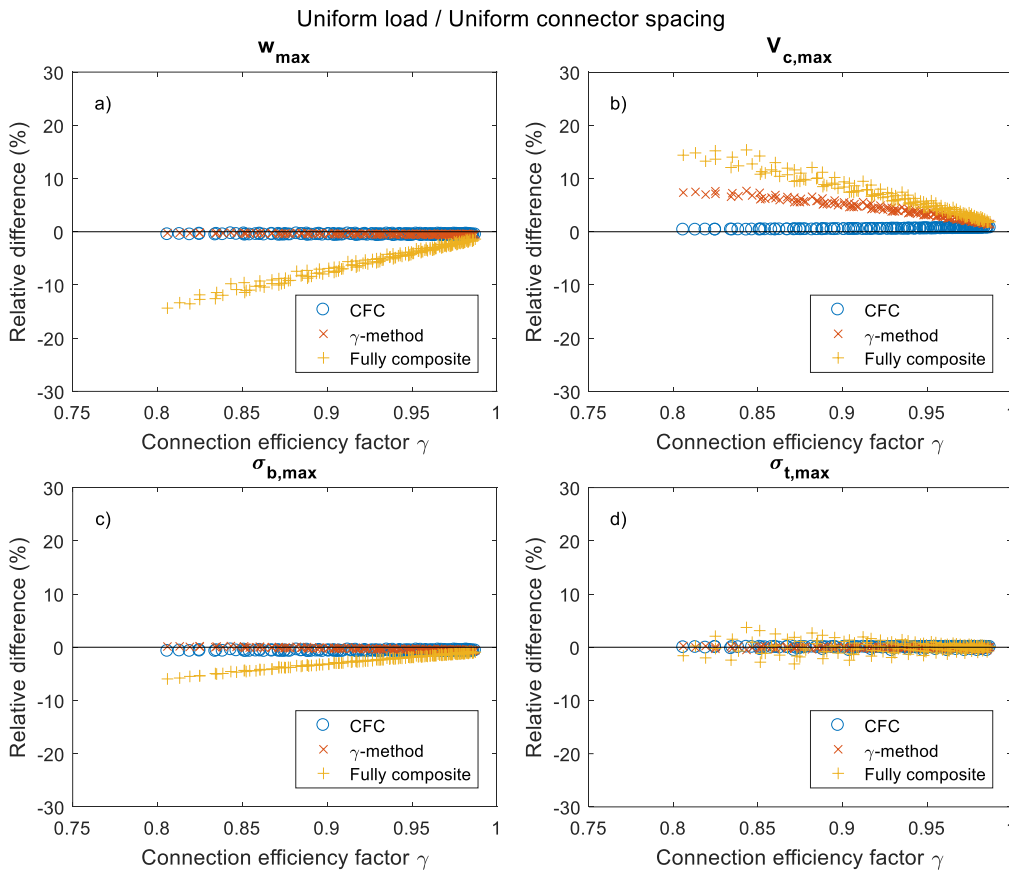 Uniform load / Uniform connector spacing
w_max
30
20
10
0
-10
-20
-30
Relative difference (%)
a)
CFC
γ-method
Fully composite
0.75
0.8
0.85
0.9
0.95
1
Connection efficiency factor γ
V_c,max
30
20
10
0
-10
-20
-30
Relative difference (%)
b)
CFC
γ-method
Fully composite
0.75
0.8
0.85
0.9
0.95
1
Connection efficiency factor γ
σ_b,max
30
20
10
0
-10
-20
-30
Relative difference (%)
c)
CFC
γ-method
Fully composite
0.75
0.8
0.85
0.9
0.95
1
Connection efficiency factor γ
σ_t,max
30
20
10
0
-10
-20
-30
Relative difference (%)
d)
CFC
γ-method
Fully composite
0.75
0.8
0.85
0.9
0.95
1
Connection efficiency factor γ